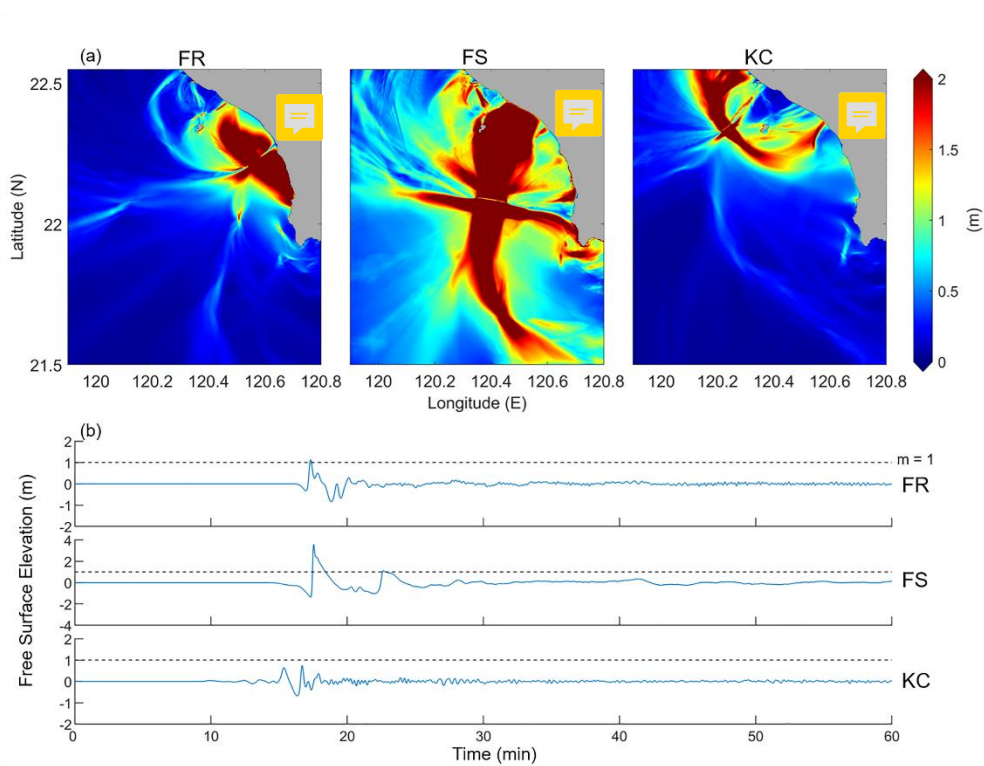 (a)
FR FS KC
22.5
22
21.5
Latitude (N)
120 120.2 120.4 120.6 120.8
120 120.2 120.4 120.6 120.8
120 120.2 120.4 120.6 120.8
Longitude (E)
2
1.5
1
0.5
0
(m)
(b)
Free Surface Elevation (m)
2
1
0
-1
-2
m = 1
FR
4
2
0
-2
-4
FS
2
1
0
-1
-2
KC
0 10 20 30 40 50 60
Time (min)